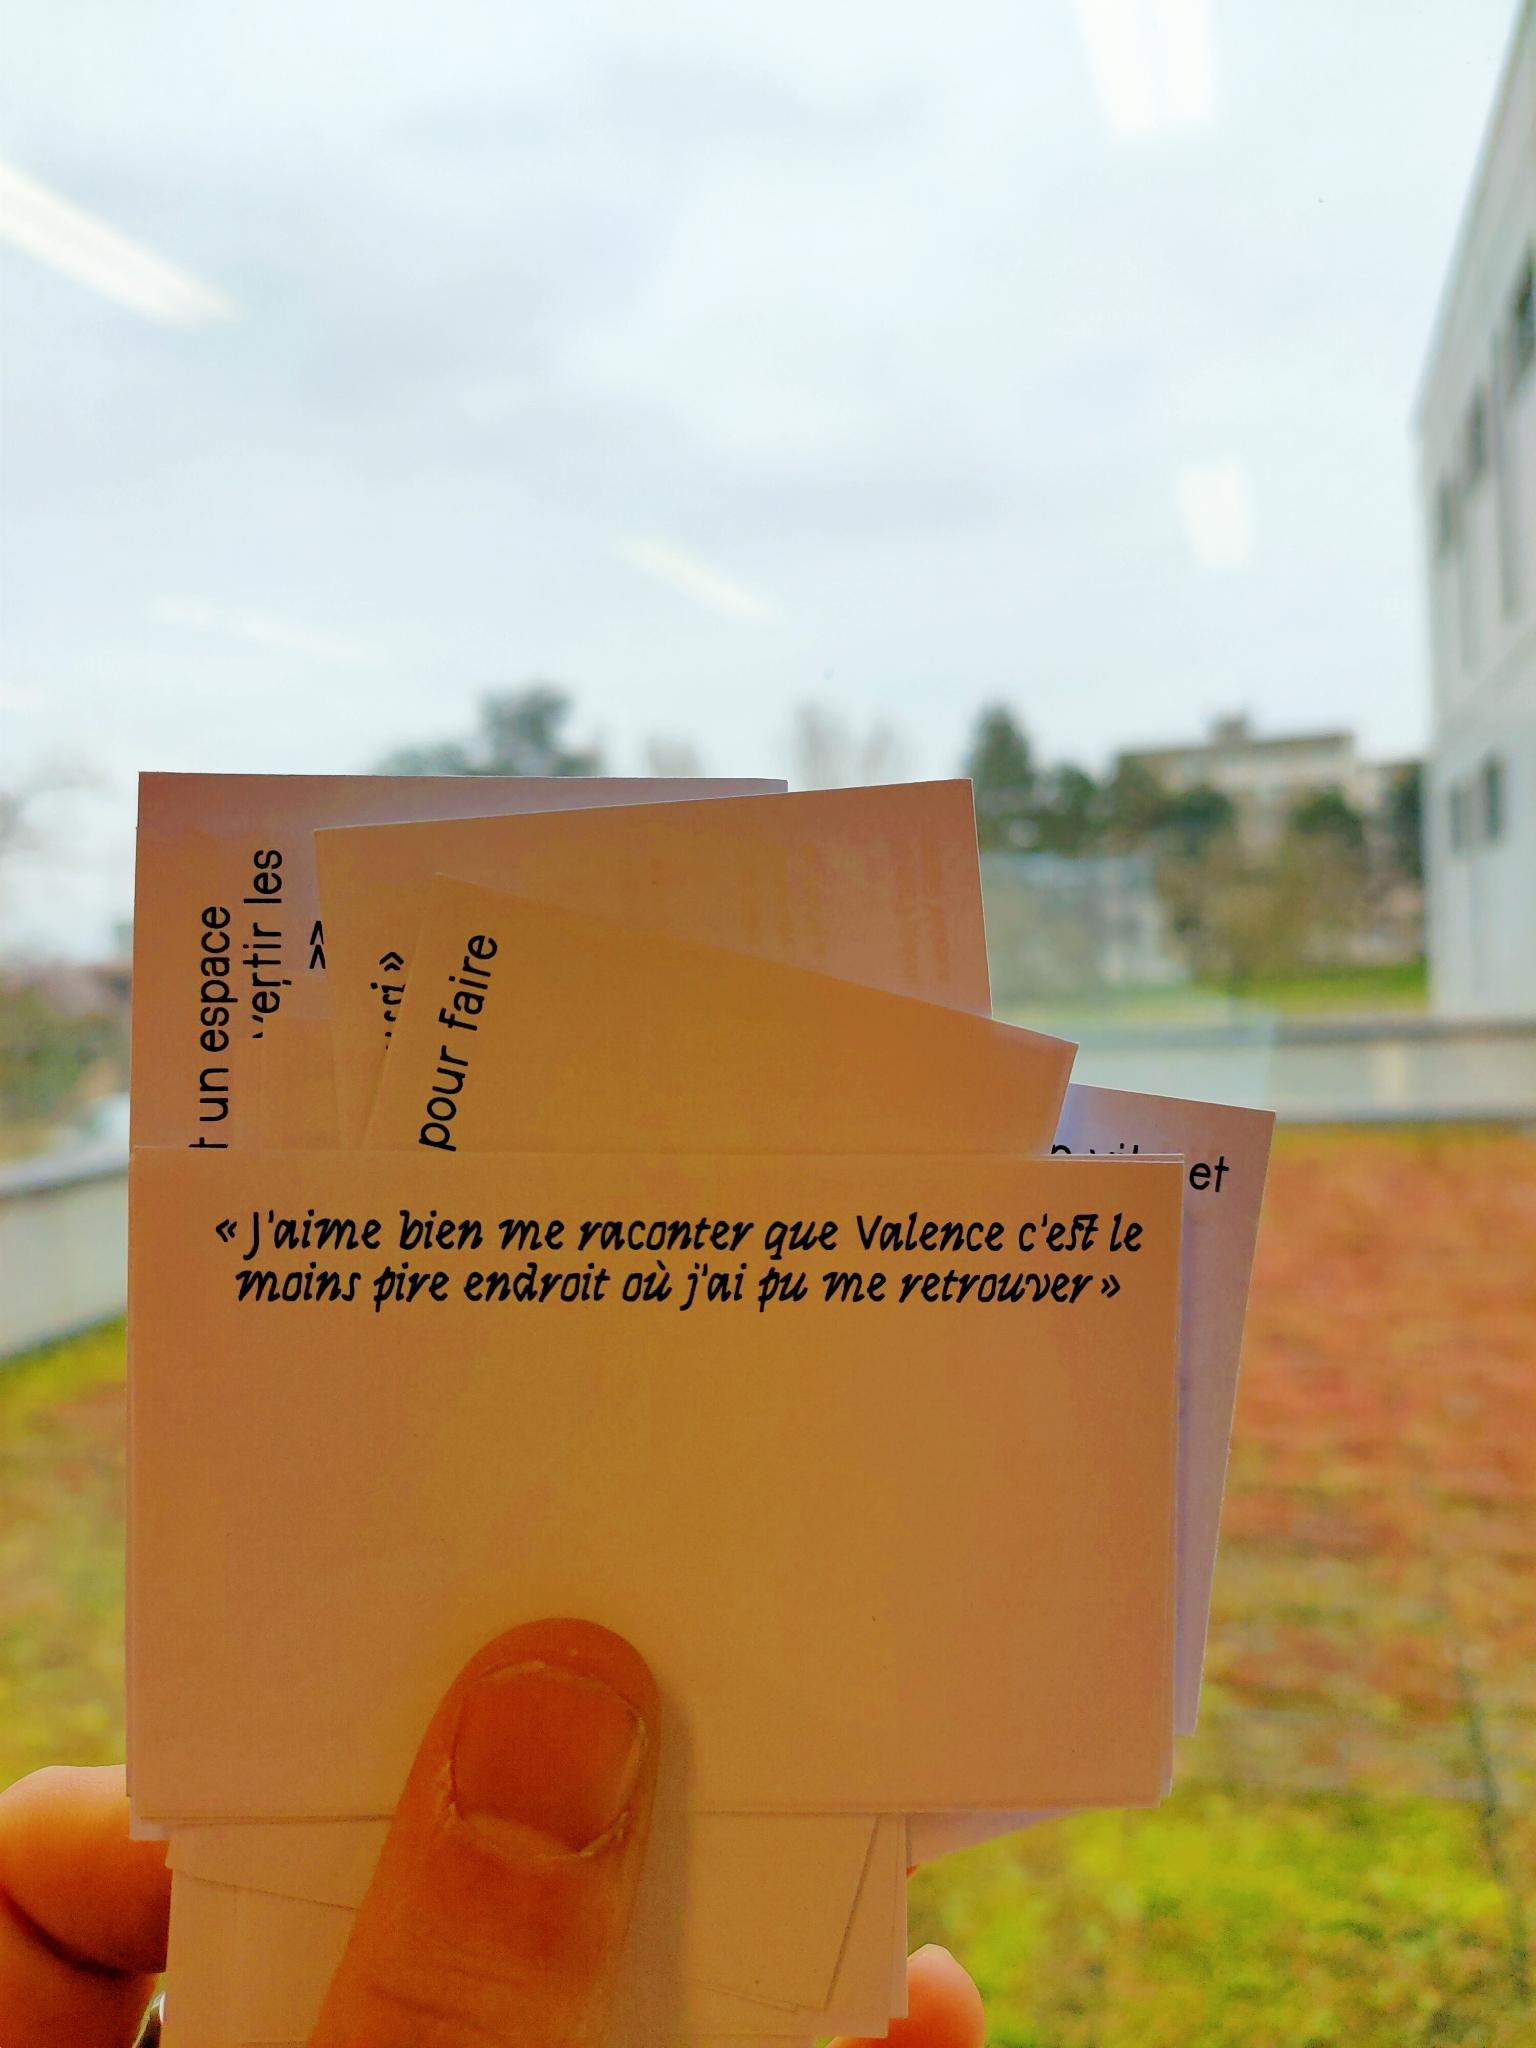 t un espace
vertir les
»
»
pour faire
et
« J'aime bien me raconter que Valence c'est le
moins pire endroit où j'ai pu me retrouver »